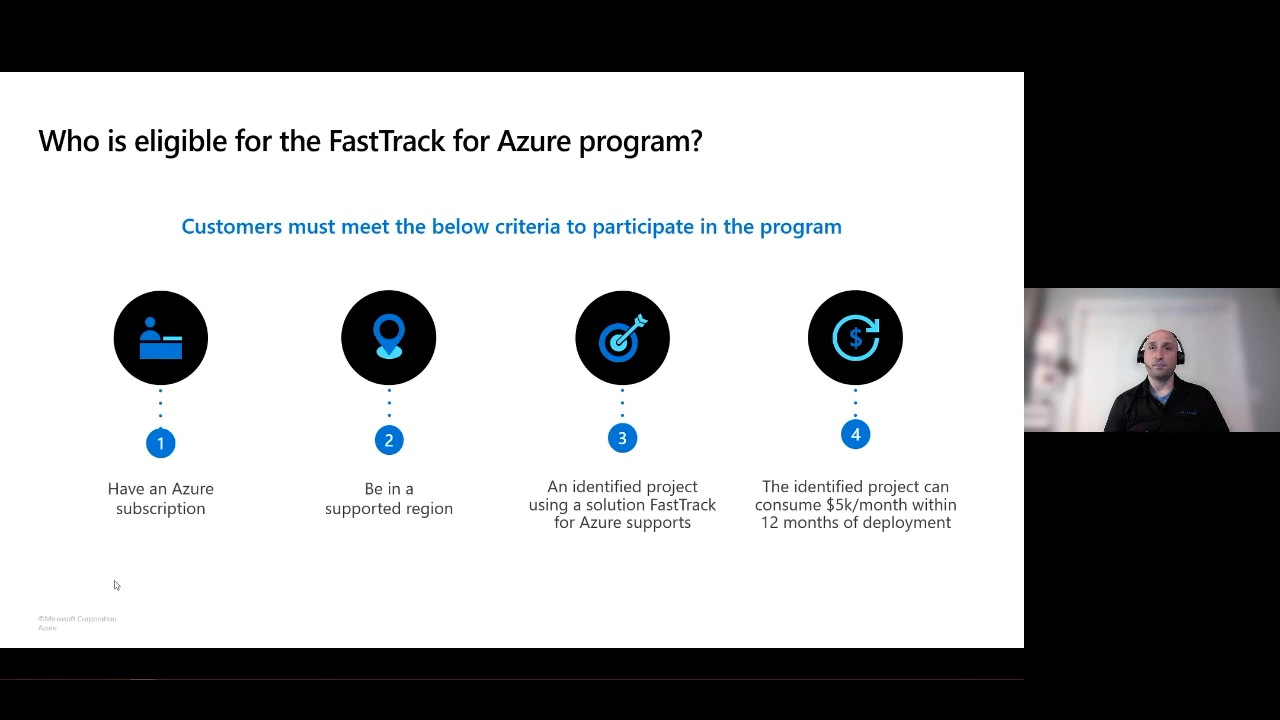 Who is eligible for the FastTrack for Azure program?
Customers must meet the below criteria to participate in the program
$
1
2
3
4
Have an Azure
subscription
Be in a
supported region
An identified project
using a solution FastTrack
for Azure supports
The identified project can
consume $5k/month within
12 months of deployment
©Microsoft Corporation
Azure